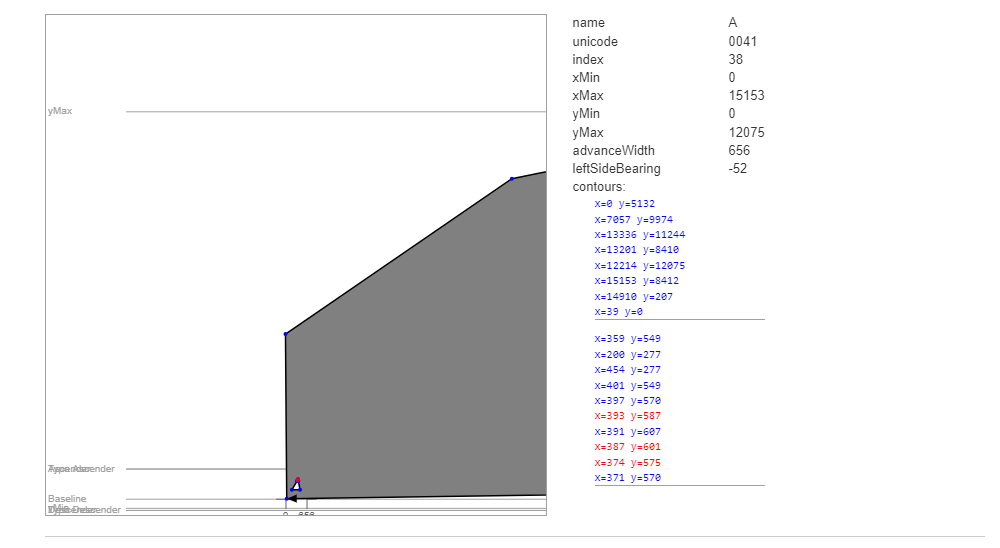 name A
unicode 0041
index 38
xMin 0
xMax 15153
yMin 0
yMax 12075
advanceWidth 656
leftSideBearing -52
contours:
x=0 y=5132
x=7057 y=9974
x=13336 y=11244
x=13201 y=8410
x=12214 y=12075
x=15153 y=8412
x=14910 y=207
x=39 y=0
x=359 y=549
x=200 y=277
x=454 y=277
x=401 y=549
x=397 y=570
x=393 y=587
x=391 y=607
x=387 y=601
x=374 y=575
x=371 y=570
yMax
Baseline